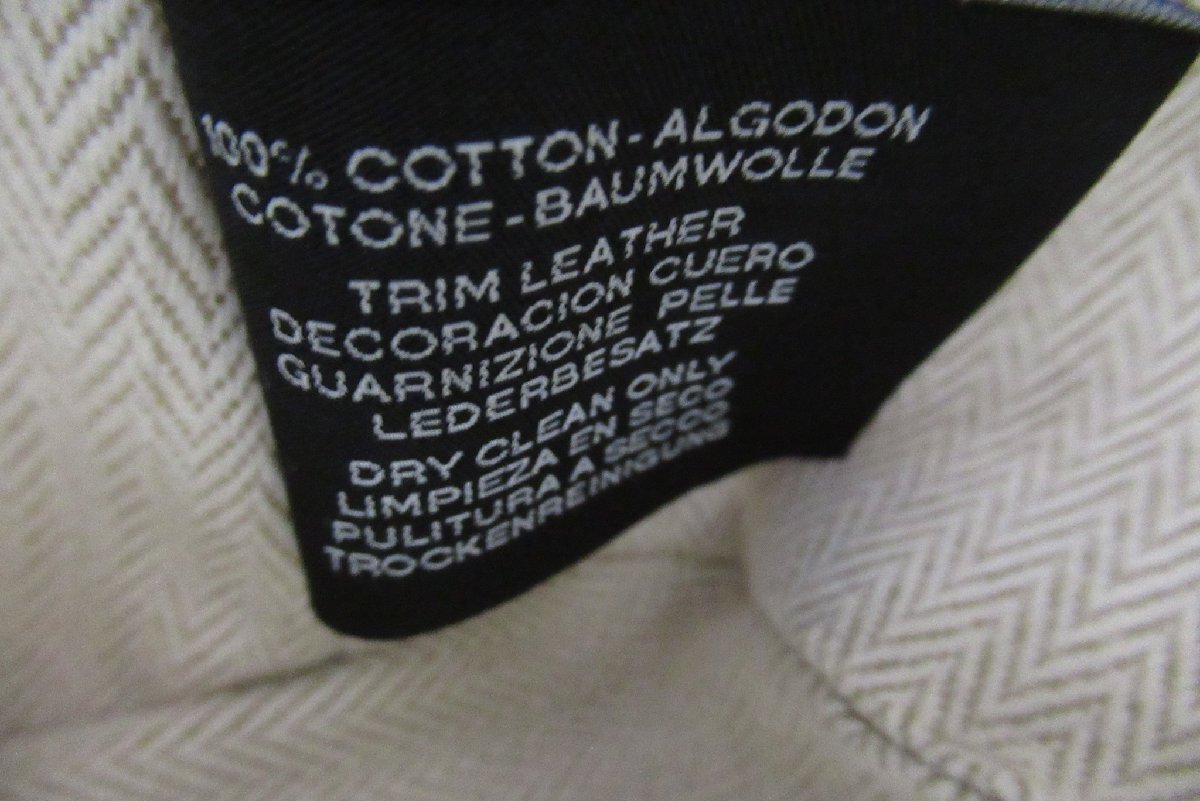 100% COTTON - ALGODON
COTONE - BAUMWOLLE
TRIM LEATHER
DECORACION CUERO
GUARNIZIONE PELLE
LEDERBESATZ
DRY CLEAN ONLY
LIMPIEZA EN SECO
PULITURA A SECCO
TROCKENREINIGUNG